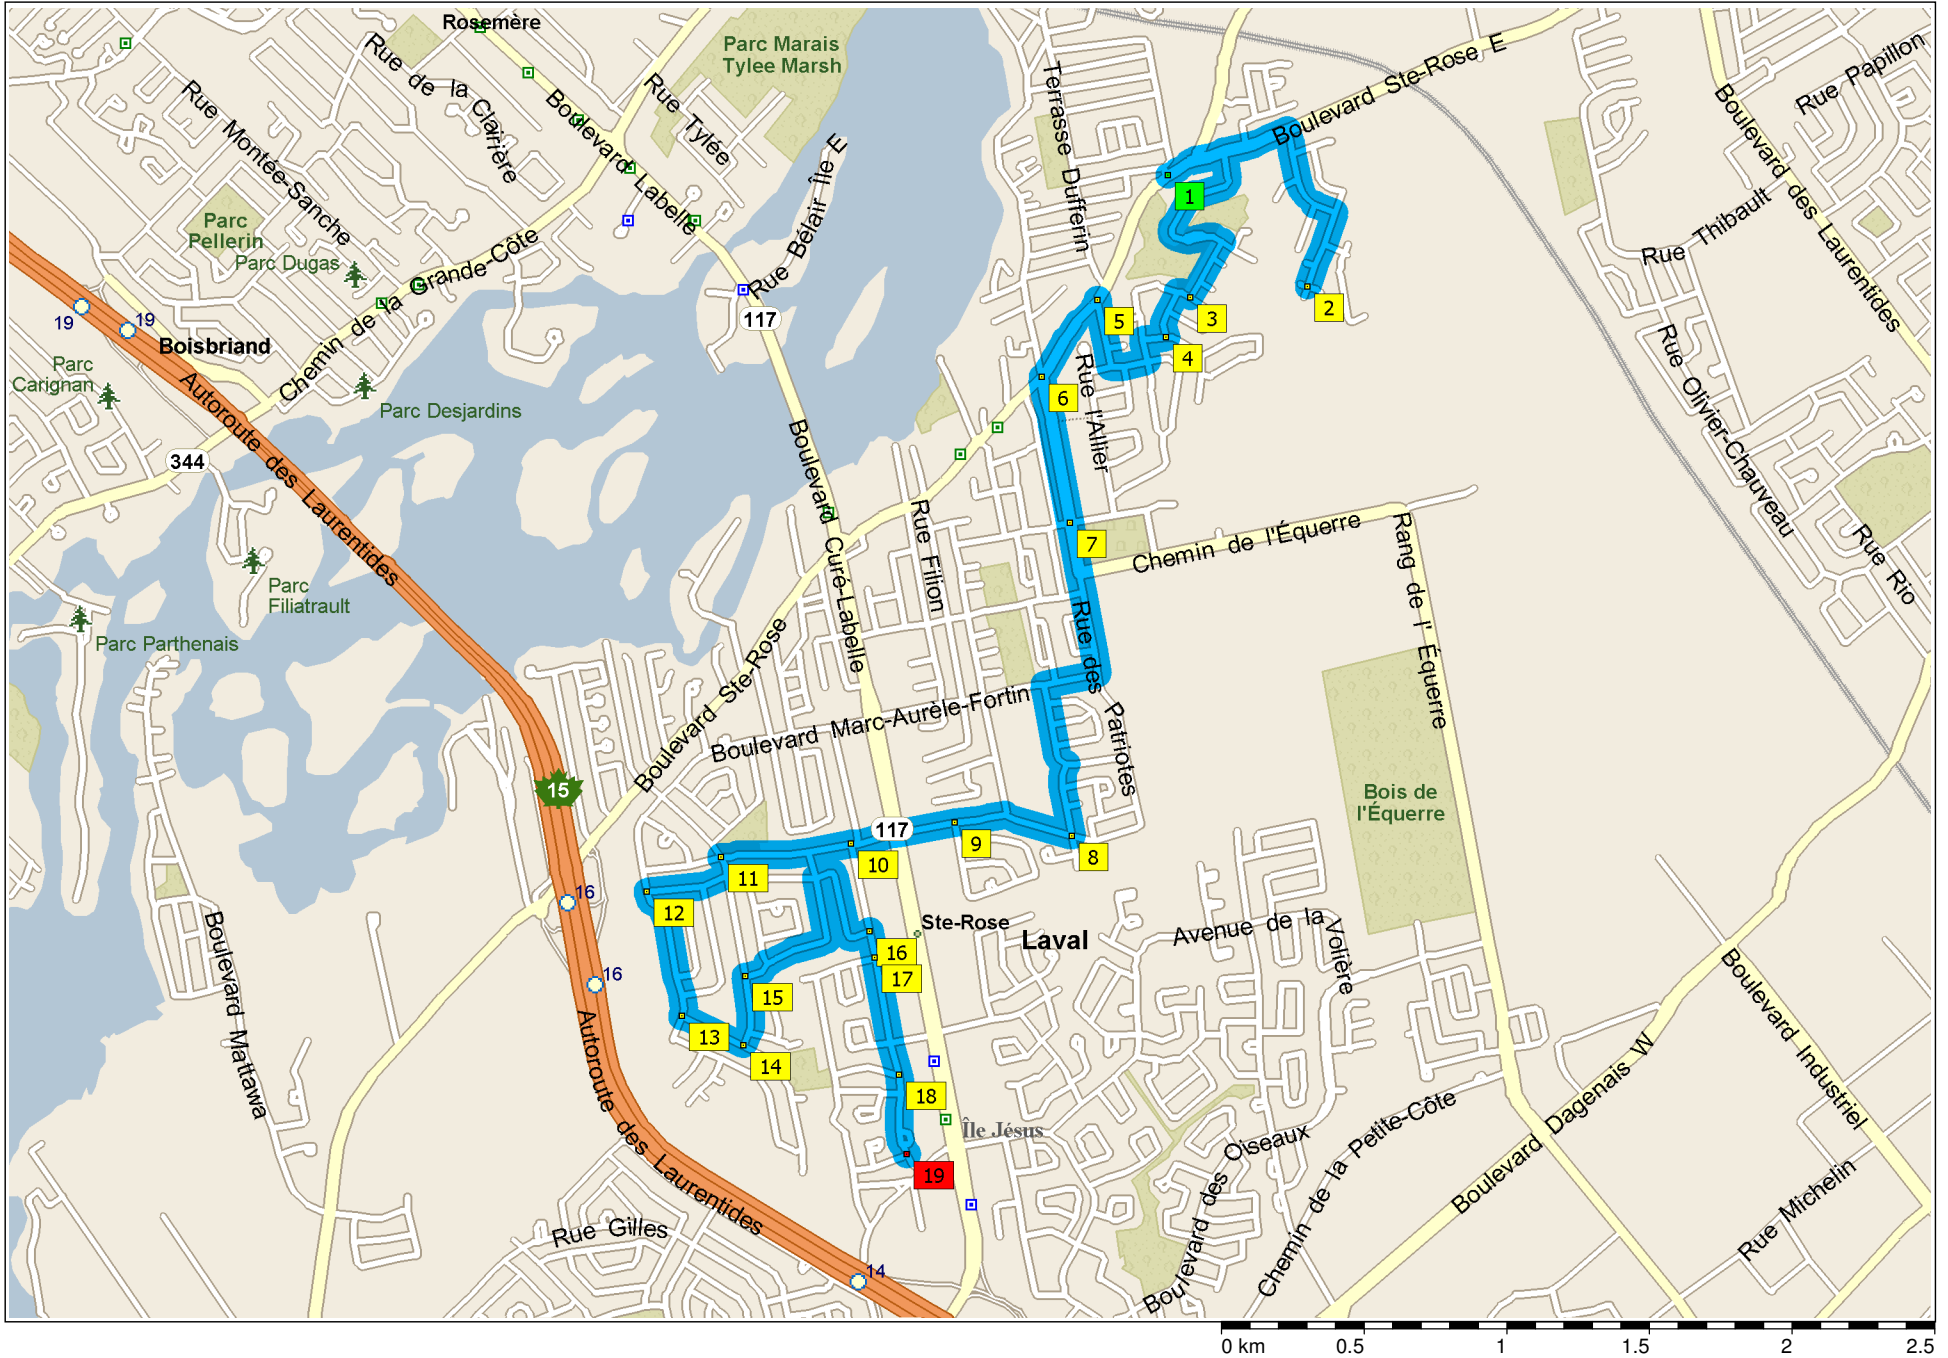 Rosemère
Parc Marais
Tylee Marsh
Rue de la Clairière
Boulevard Labelle
Rue Tylée
Rue Montée-Sanche
Terrasse Dufferin
Boulevard Ste-Rose E
Boulevard des Laurentides
Rue Papillon
Parc
Pellerin
Parc Dugas
Chemin de la Grande-Côte
Rue Bélair Île E
117
1
2
3
4
5
6
Rue Thibault
19
19
Boisbriand
Parc
Carignan
Parc Desjardins
Autoroute des Laurentides
344
Rue l'Allier
Rue Olivier-Chauveau
Boulevard Curé-Labelle
Rue Filion
7
Chemin de l'Équerre
Rang de l' Équerre
Rue Rio
Parc
Filiatrault
Parc Parthenais
Boulevard Ste-Rose
Rue des Patriotes
Boulevard Marc-Aurèle-Fortin
15
Bois de
l'Équerre
117
8
9
10
11
12
16
16
Ste-Rose
Laval
Avenue de la Volière
Boulevard Mattawa
13
14
15
16
17
18
19
Île Jésus
Autoroute des Laurentides
Boulevard Industriel
Boulevard Dagenais W
Boulevard des Oiseaux
Chemin de la Petite-Côte
Rue Michelin
Rue Gilles
14
0 km 0.5 1 1.5 2 2.5